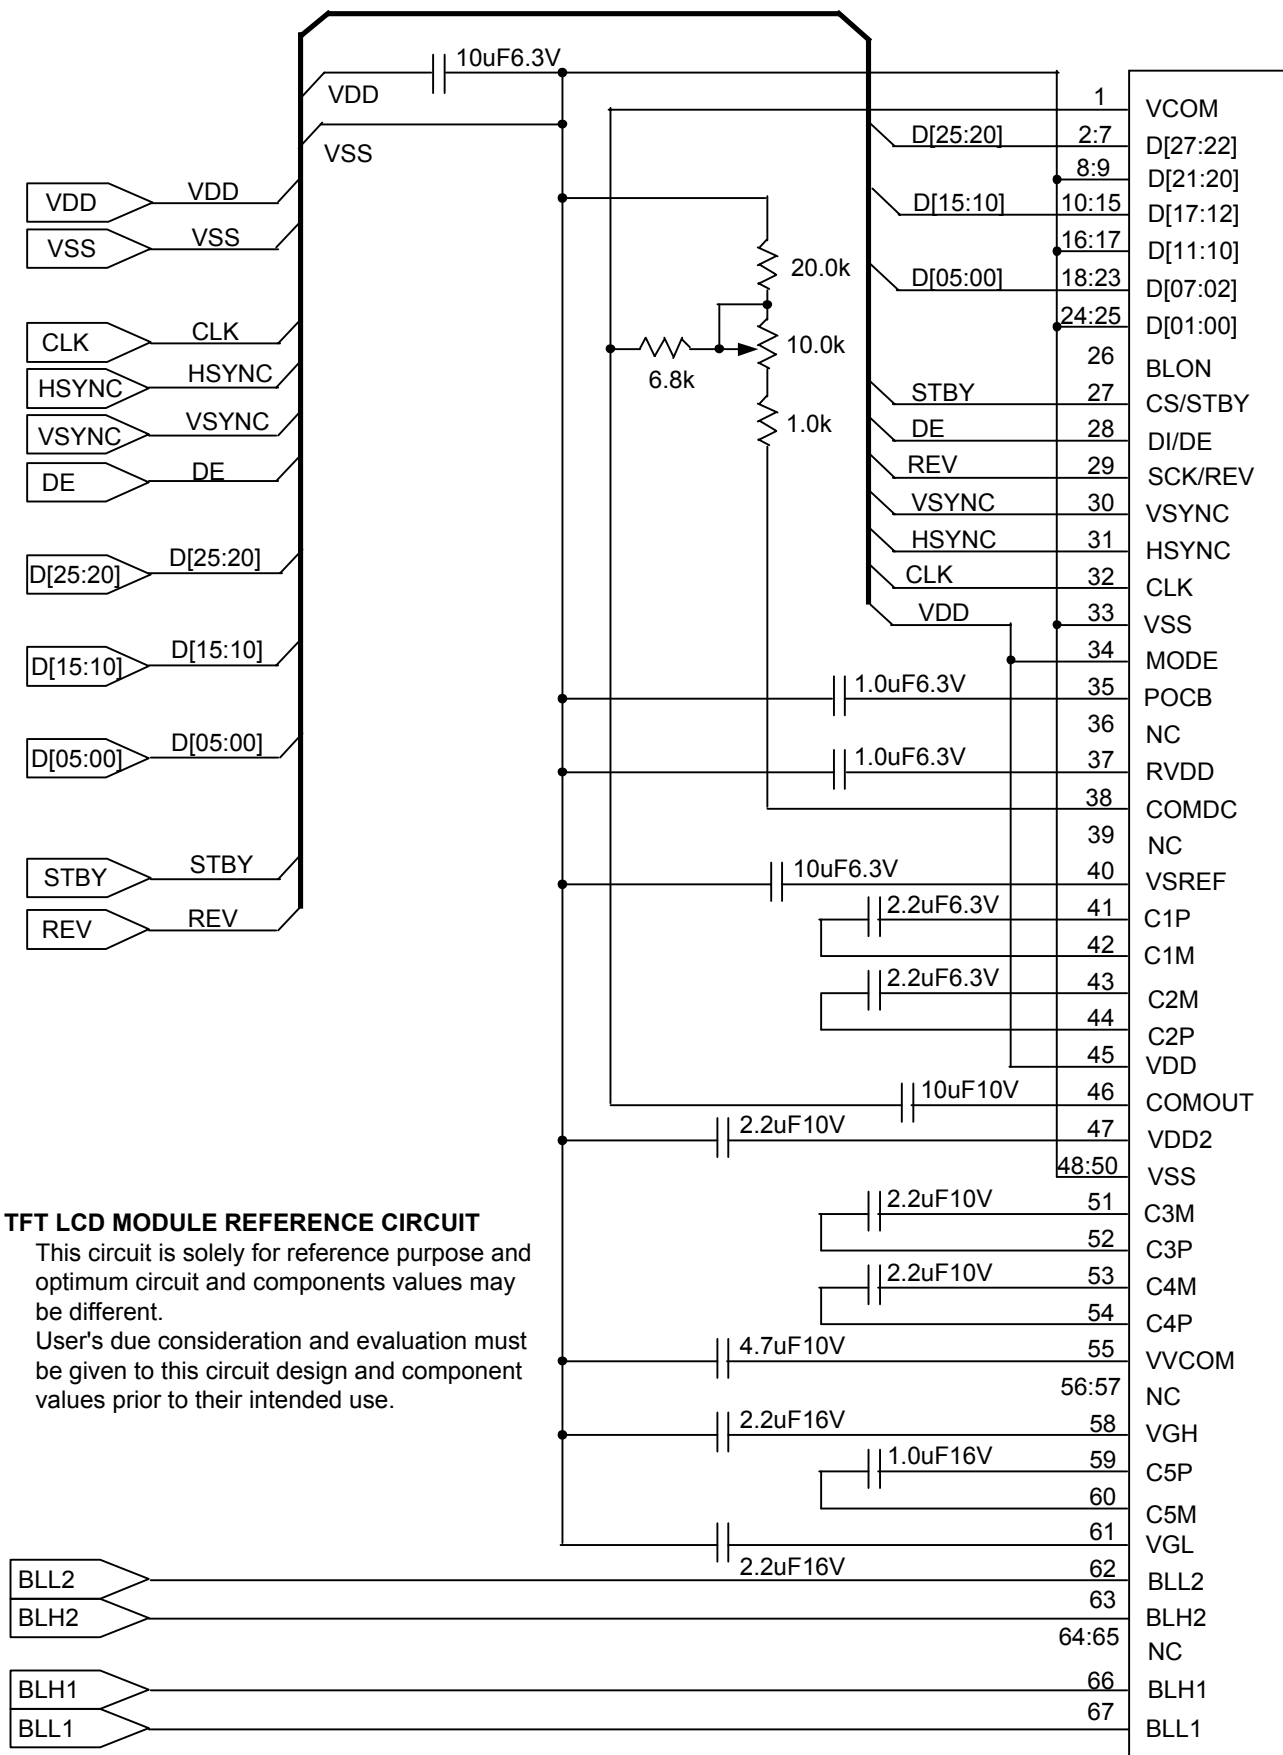 10uF6.3V
VDD
VSS
VDD VDD
VSS VSS
CLK CLK
HSYNC HSYNC
VSYNC VSYNC
DE DE
D[25:20] D[25:20]
D[15:10] D[15:10]
D[05:00] D[05:00]
STBY STBY
REV REV
20.0k
10.0k
6.8k
1.0k
1 VCOM
D[25:20] 2:7 D[27:22]
8:9 D[21:20]
D[15:10] 10:15 D[17:12]
16:17 D[11:10]
D[05:00] 18:23 D[07:02]
24:25 D[01:00]
26 BLON
STBY 27 CS/STBY
DE 28 DI/DE
REV 29 SCK/REV
VSYNC 30 VSYNC
HSYNC 31 HSYNC
CLK 32 CLK
VDD 33 VSS
34 MODE
1.0uF6.3V 35 POCB
36 NC
1.0uF6.3V 37 RVDD
38 COMDC
39 NC
10uF6.3V 40 VSREF
2.2uF6.3V 41 C1P
42 C1M
2.2uF6.3V 43 C2M
44 C2P
45 VDD
10uF10V 46 COMOUT
2.2uF10V 47 VDD2
48:50 VSS
2.2uF10V 51 C3M
52 C3P
2.2uF10V 53 C4M
54 C4P
4.7uF10V 55 VVCOM
56:57 NC
2.2uF16V 58 VGH
1.0uF16V 59 C5P
60 C5M
61 VGL
2.2uF16V
TFT LCD MODULE REFERENCE CIRCUIT
This circuit is solely for reference purpose and
optimum circuit and components values may
be different.
User's due consideration and evaluation must
be given to this circuit design and component
values prior to their intended use.
BLL2 62 BLL2
BLH2 63 BLH2
64:65 NC
BLH1 66 BLH1
BLL1 67 BLL1